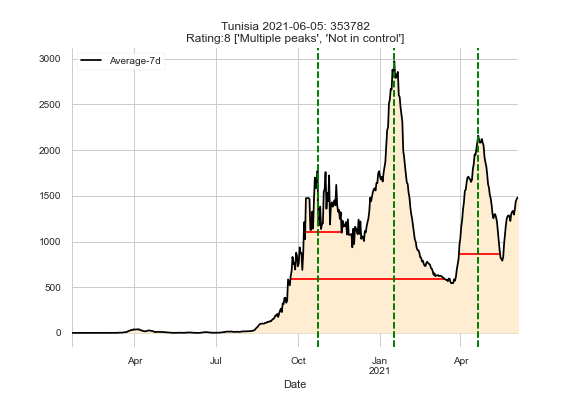 Tunisia 2021-06-05: 353782
Rating:8 ['Multiple peaks', 'Not in control']
Average-7d
3000
2500
2000
1500
1000
500
0
Apr
Jul
Oct
Jan
2021
Apr
Date